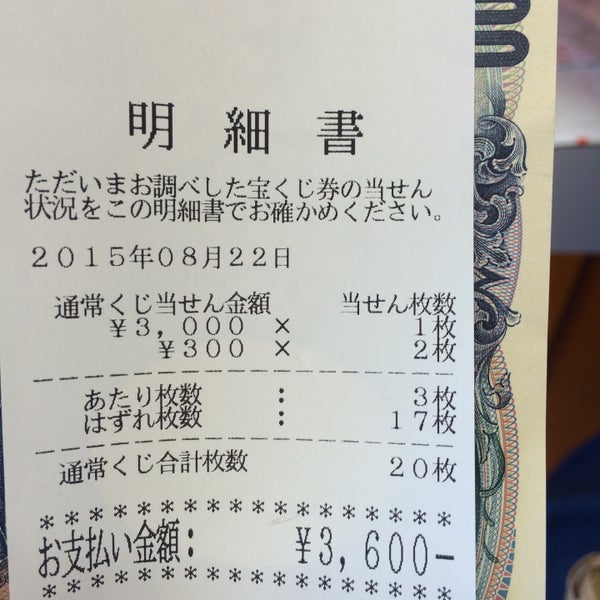 明細書
ただいまお調べした宝くじ券の当せん
状況をこの明細書でお確かめください。
2015年08月22日
通常くじ当せん金額 当せん枚数
¥3,000 × 1枚
¥300 × 2枚
あたり枚数 : 3枚
はずれ枚数 : 17枚
通常くじ合計枚数 20枚
******************
お支払い金額: ¥3,600-
******************